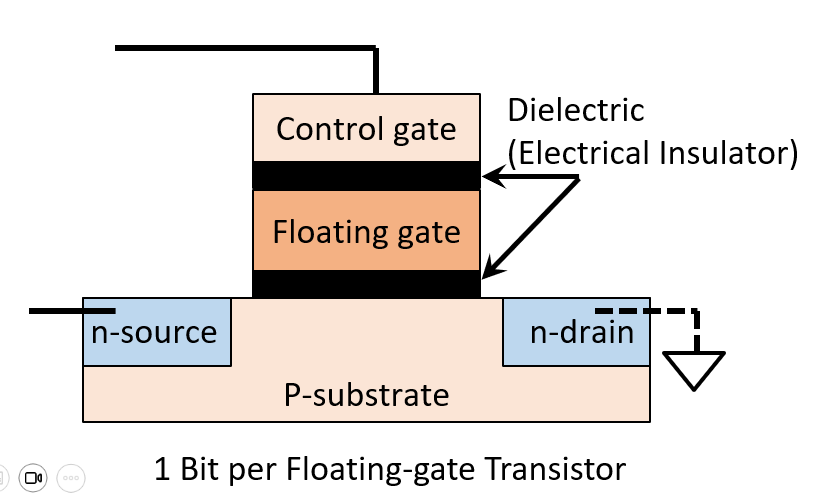 Control gate
Dielectric
(Electrical Insulator)
Floating gate
n-source
n-drain
P-substrate
1 Bit per Floating-gate Transistor